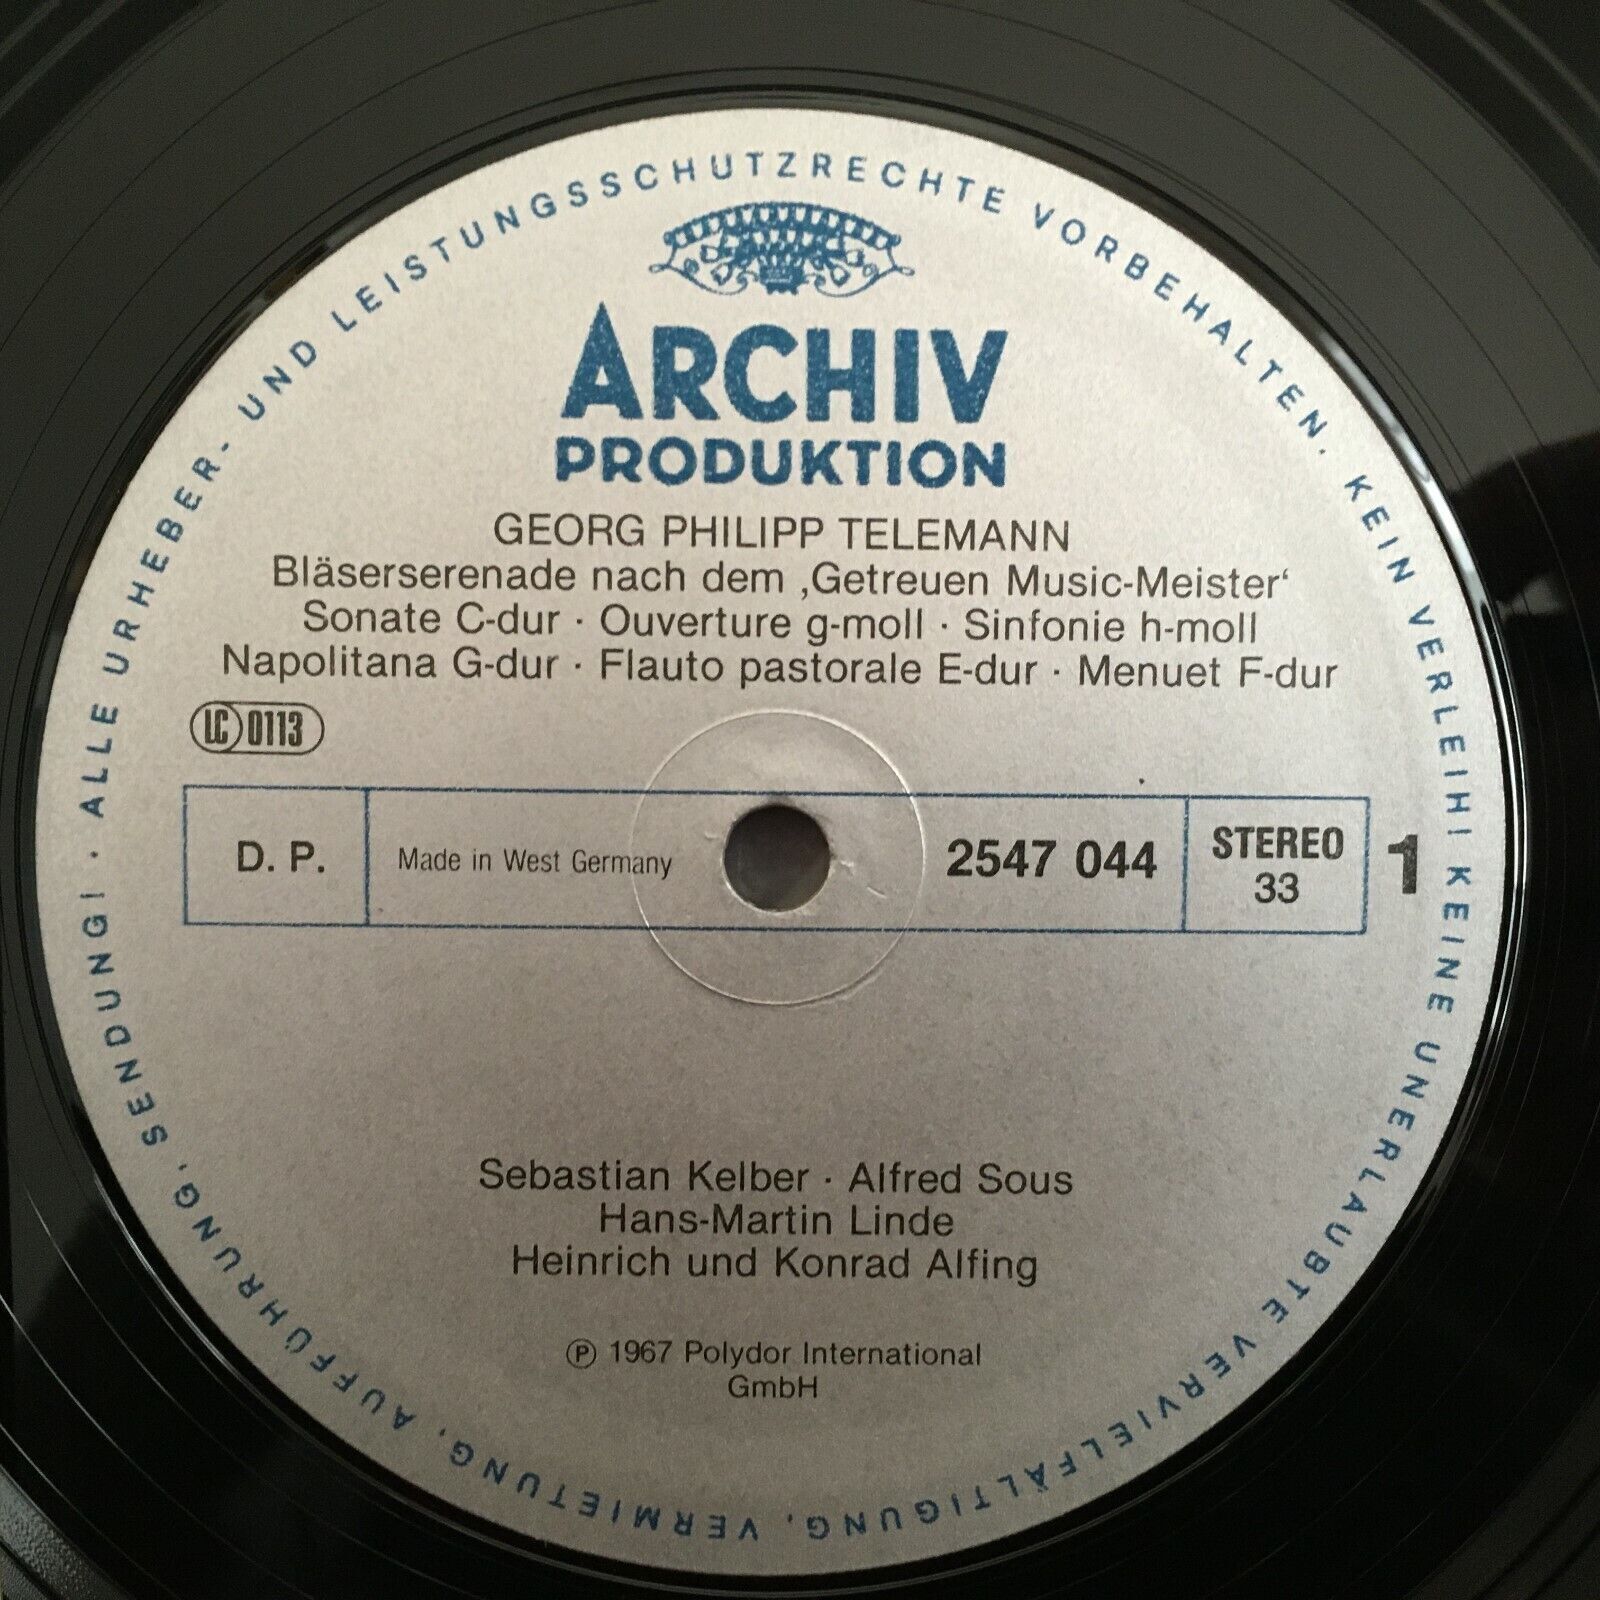 ALLE URHEBER- UND LEISTUNGSSCHUTZRECHTE VORBEHALTEN. KEIN VERLEIH! KEINE UNERLAUBTE VERVIELFÄLTIGUNG, VERMIETUNG, AUFFÜHRUNG, SENDUNG! ·
ARCHIV
PRODUKTION
GEORG PHILIPP TELEMANN
Bläserserenade nach dem ‚Getreuen Music-Meister‘
Sonate C-dur · Ouverture g-moll · Sinfonie h-moll
Napolitana G-dur · Flauto pastorale E-dur · Menuet F-dur
LC 0113
D. P.
Made in West Germany
2547 044
STEREO
33
1
Sebastian Kelber · Alfred Sous
Hans-Martin Linde
Heinrich und Konrad Alfing
Ⓟ 1967 Polydor International
GmbH